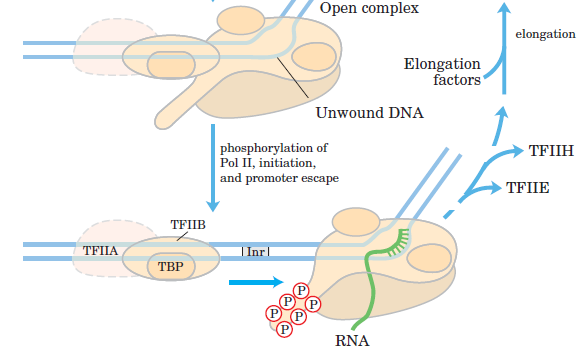 Open complex
elongation
Elongation
factors
Unwound DNA
phosphorylation of
Pol II, initiation,
and promoter escape
TFIIH
TFIIE
TFIIB
TFIIA
Inr
TBP
P
P
P
P
P
P
RNA